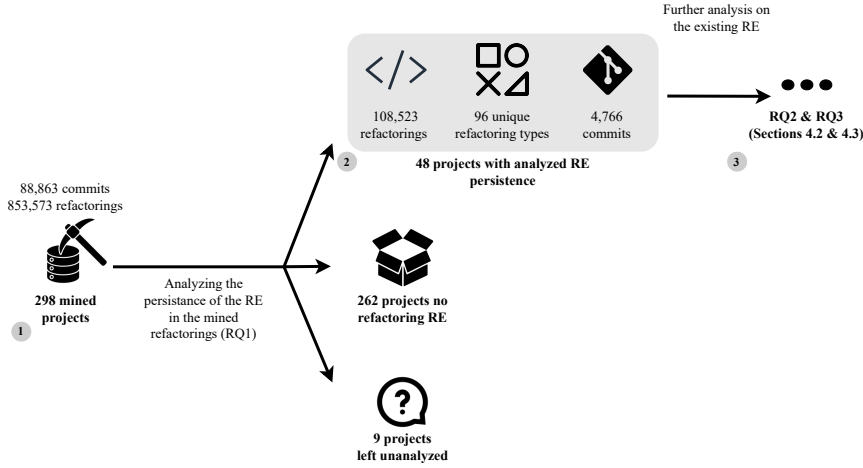 Further analysis on
the existing RE
108,523
refactorings
96 unique
refactoring types
4,766
commits
RQ2 & RQ3
(Sections 4.2 & 4.3)
2
48 projects with analyzed RE
persistence
3
88,863 commits
853,573 refactorings
298 mined
projects
1
Analyzing the
persistance of the RE
in the mined
refactorings (RQ1)
262 projects no
refactoring RE
?
9 projects
left unanalyzed